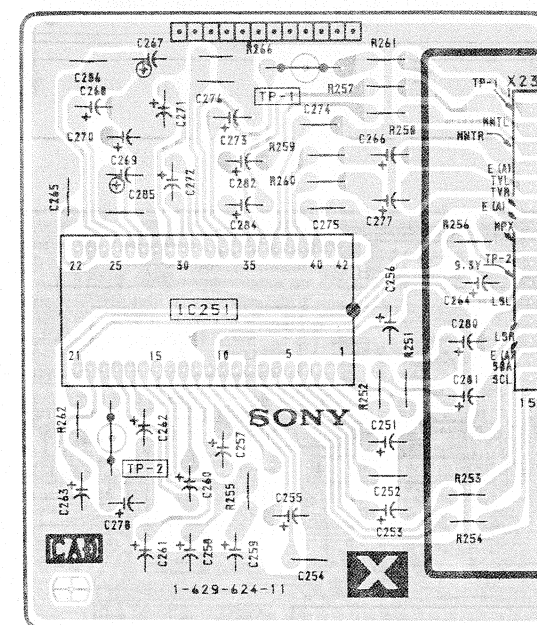 C267
R266
R261
C286
TP-1
X23
C268
C271
C276
TP-1
R257
C274
MNTL
C270
C273
R259
C266
R258
MNTR
C269
C272
C282
R260
E(A)
TVL
TVR
C265
C285
C284
C275
C277
E(A)
R256
MPX
22 25 30 35 40 42
C256
9.3V
TP-2
IC251
C264
LSL
C280
R251
LSR
21 15 10 5 1
E(A)
SDA
SCL
R252
C281
15
R262
C262
SONY
C257
C251
TP-2
C263
C278
C260
R255
C255
C252
C253
R253
R254
C261
C258
C259
C254
X
1-629-624-11